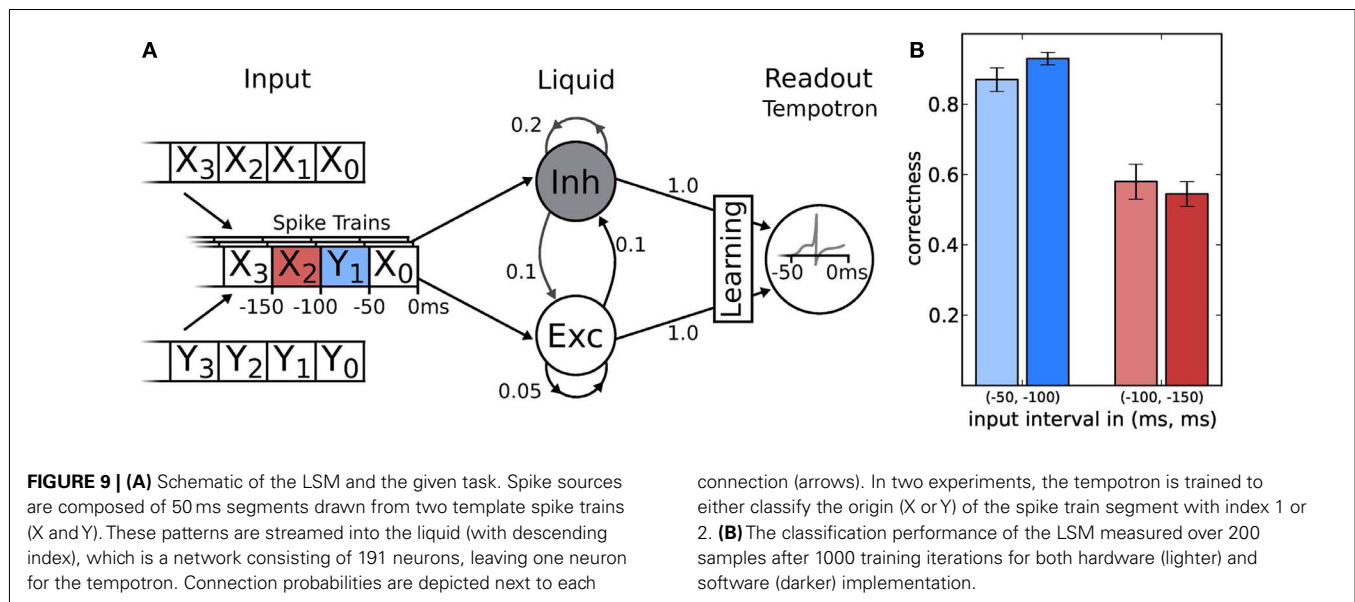 A
Input
Liquid
Readout
Tempotron
X3 X2 X1 X0
Spike Trains
X3 X2 Y1 X0
-150 -100 -50 0ms
Y3 Y2 Y1 Y0
0.2
Inh
0.1
0.1
Exc
0.05
1.0
1.0
Learning
-50 0ms
B
correctness
0.8
0.6
0.4
0.2
(-50, -100) (-100, -150)
input interval in (ms, ms)
FIGURE 9 | (A) Schematic of the LSM and the given task. Spike sources
are composed of 50 ms segments drawn from two template spike trains
(X and Y). These patterns are streamed into the liquid (with descending
index), which is a network consisting of 191 neurons, leaving one neuron
for the tempotron. Connection probabilities are depicted next to each
connection (arrows). In two experiments, the tempotron is trained to
either classify the origin (X or Y) of the spike train segment with index 1 or
2. (B) The classification performance of the LSM measured over 200
samples after 1000 training iterations for both hardware (lighter) and
software (darker) implementation.